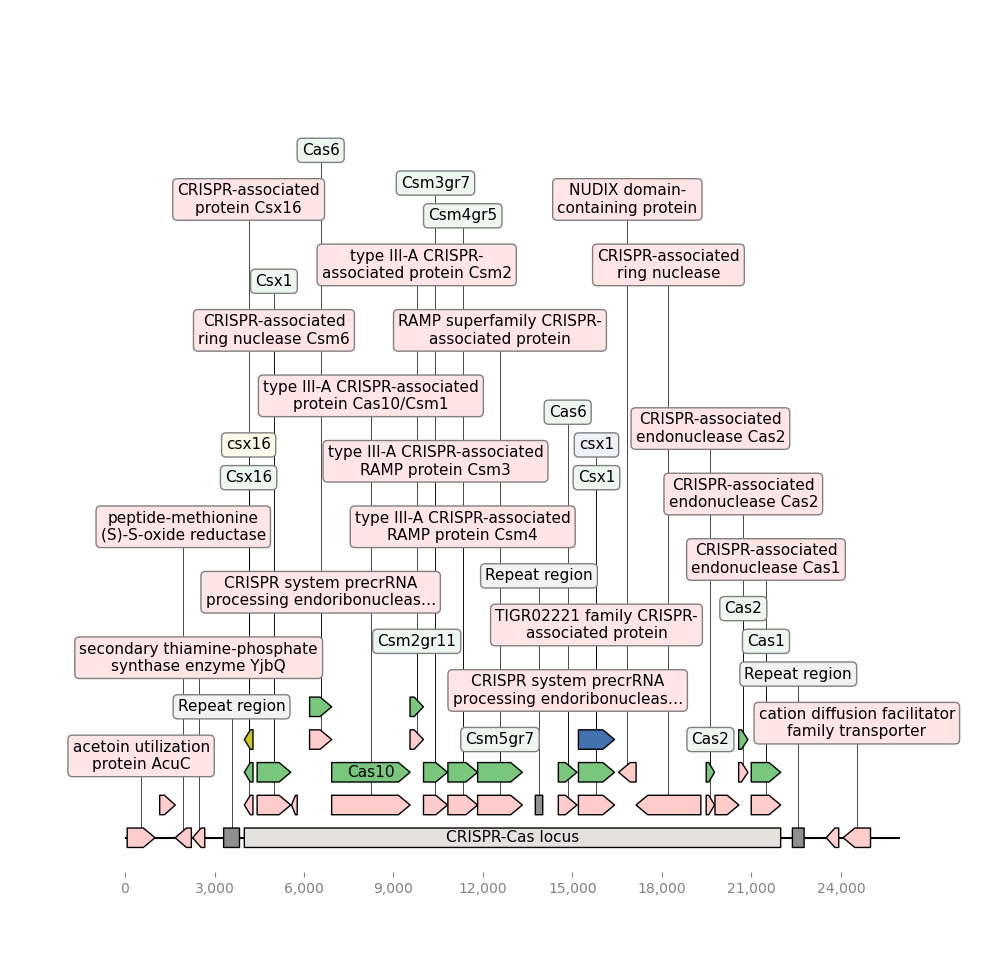 Cas6
CRISPR-associated
protein Csx16
Csm3gr7
NUDIX domain-
containing protein
Csm4gr5
type III-A CRISPR-
associated protein Csm2
CRISPR-associated
ring nuclease
Csx1
CRISPR-associated
ring nuclease Csm6
RAMP superfamily CRISPR-
associated protein
type III-A CRISPR-associated
protein Cas10/Csm1
Cas6
CRISPR-associated
endonuclease Cas2
csx16
csx1
type III-A CRISPR-associated
RAMP protein Csm3
Csx16
Csx1
CRISPR-associated
endonuclease Cas2
peptide-methionine
(S)-S-oxide reductase
type III-A CRISPR-associated
RAMP protein Csm4
CRISPR-associated
endonuclease Cas1
Repeat region
CRISPR system precrRNA
processing endoribonucleas...
Cas2
TIGR02221 family CRISPR-
associated protein
Csm2gr11
Cas1
secondary thiamine-phosphate
synthase enzyme YjbQ
Repeat region
CRISPR system precrRNA
processing endoribonucleas...
Repeat region
cation diffusion facilitator
family transporter
Csm5gr7
Cas2
acetoin utilization
protein AcuC
Cas10
CRISPR-Cas locus
0 3,000 6,000 9,000 12,000 15,000 18,000 21,000 24,000